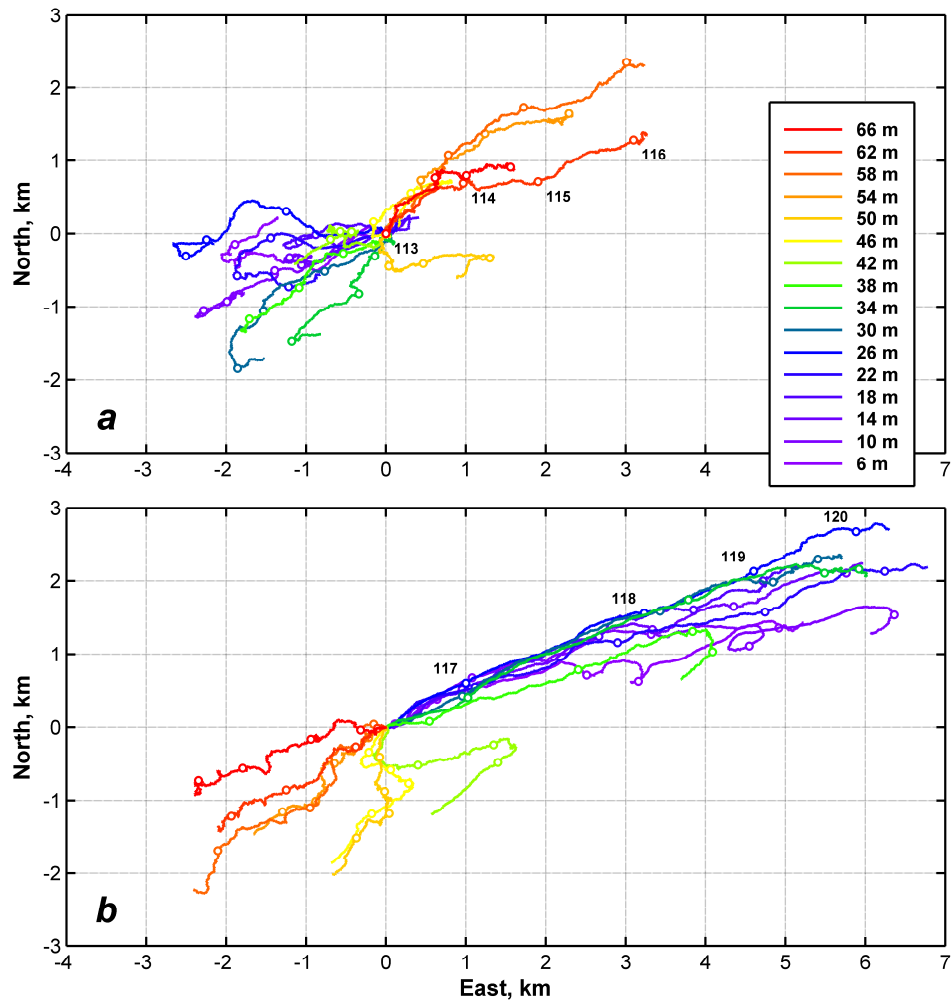 3
2
1
0
-1
-2
-3
North, km
a
113
114
115
116
66 m
62 m
58 m
54 m
50 m
46 m
42 m
38 m
34 m
30 m
26 m
22 m
18 m
14 m
10 m
6 m
-4 -3 -2 -1 0 1 2 3 4 5 6 7
3
2
1
0
-1
-2
-3
North, km
b
117
118
119
120
-4 -3 -2 -1 0 1 2 3 4 5 6 7
East, km